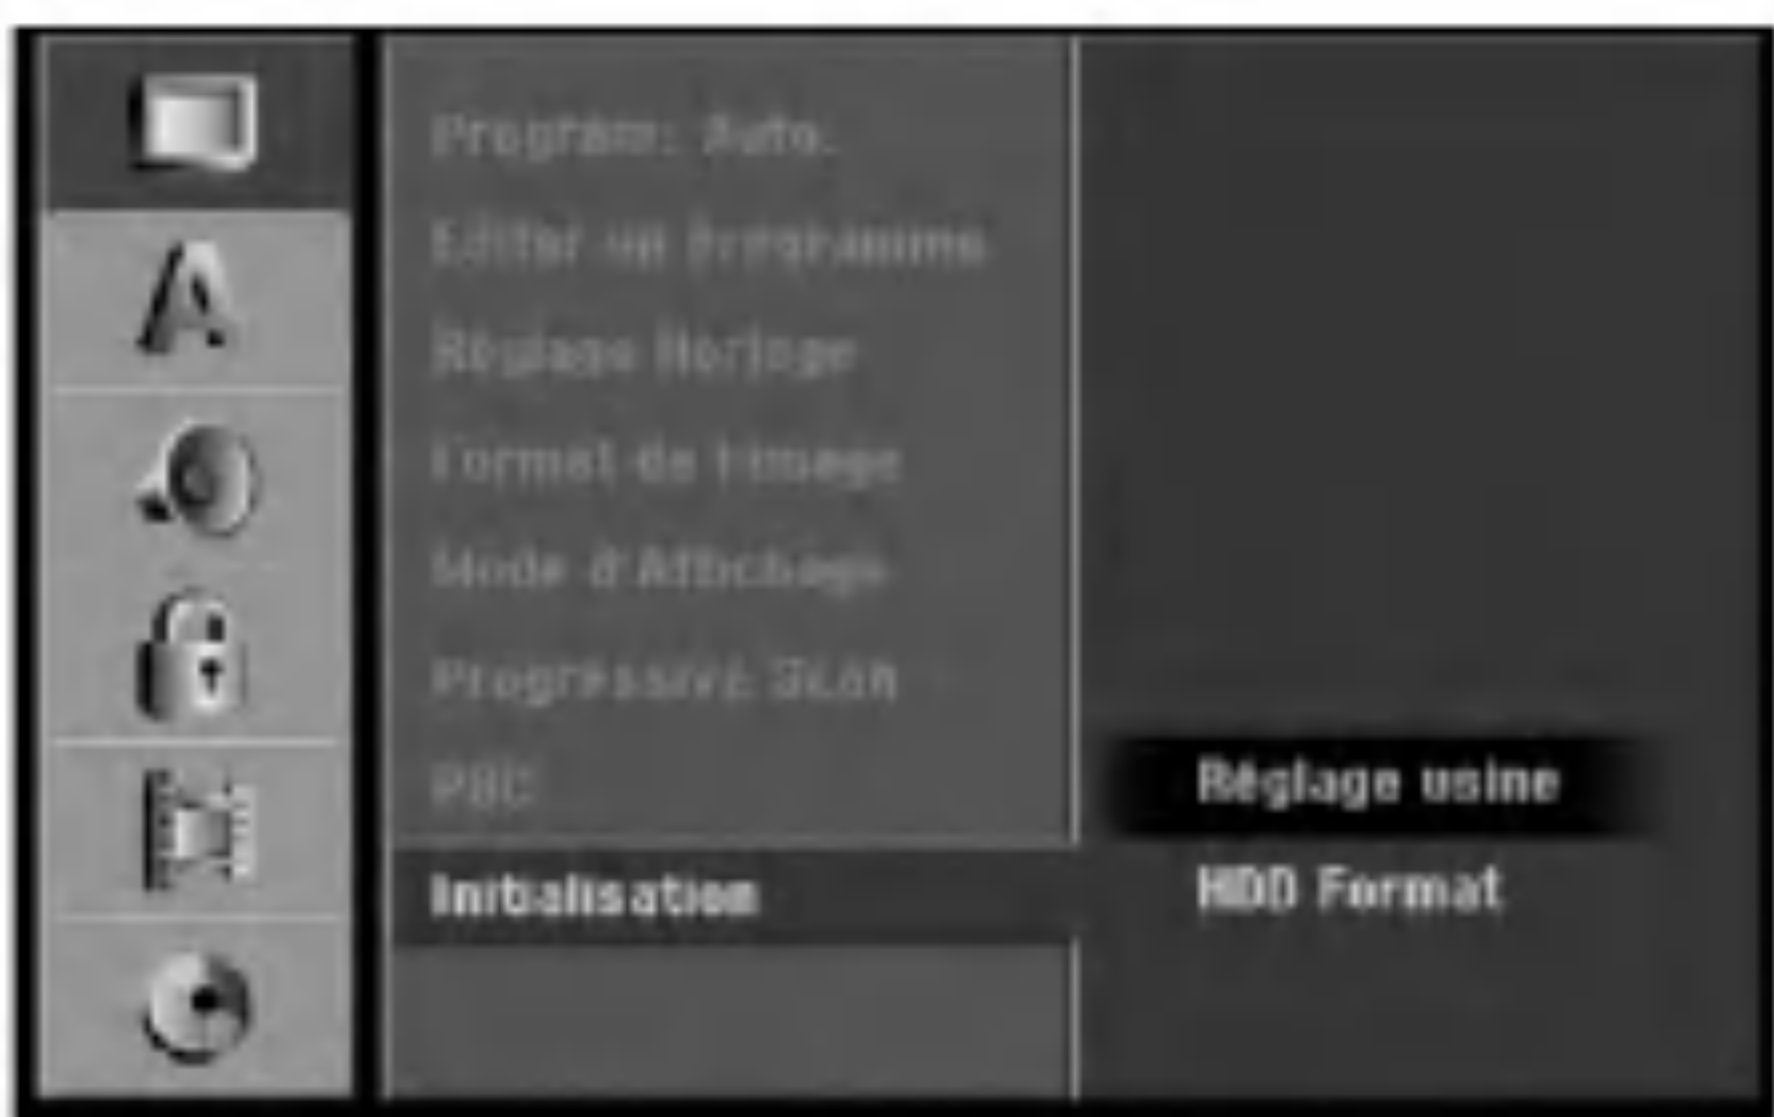 Program. Auto.
Editer un Programme
Réglage Horloge
Format de l'image
Mode d'Affichage
Progressive Scan
PBC
Réglage usine
Initialisation
HDD Format